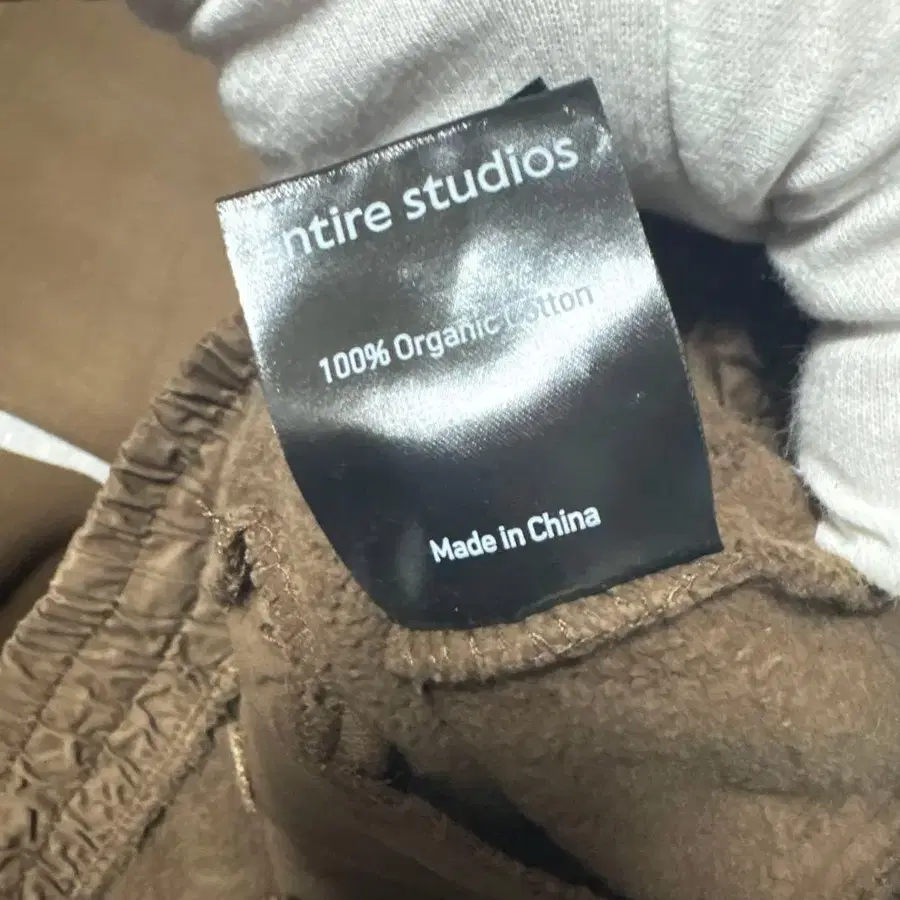 entire studios
100% Organic Cotton
Made in China